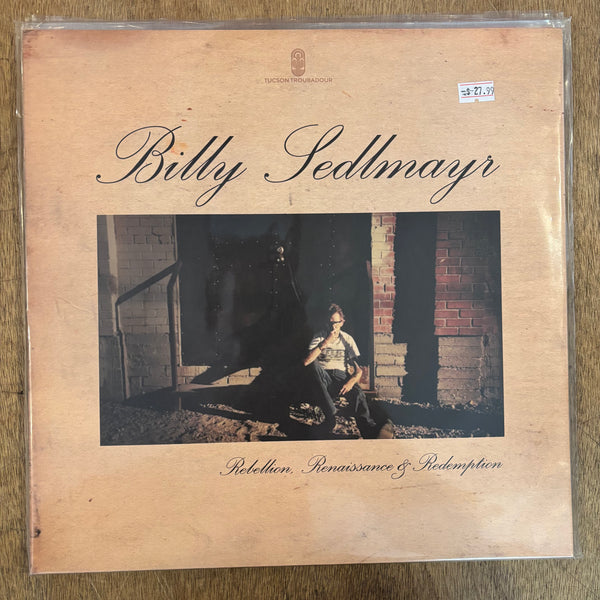 TUCSON TROUBADOUR
$ 27.99
Billy Sedlmayr
Rebellion, Renaissance & Redemption